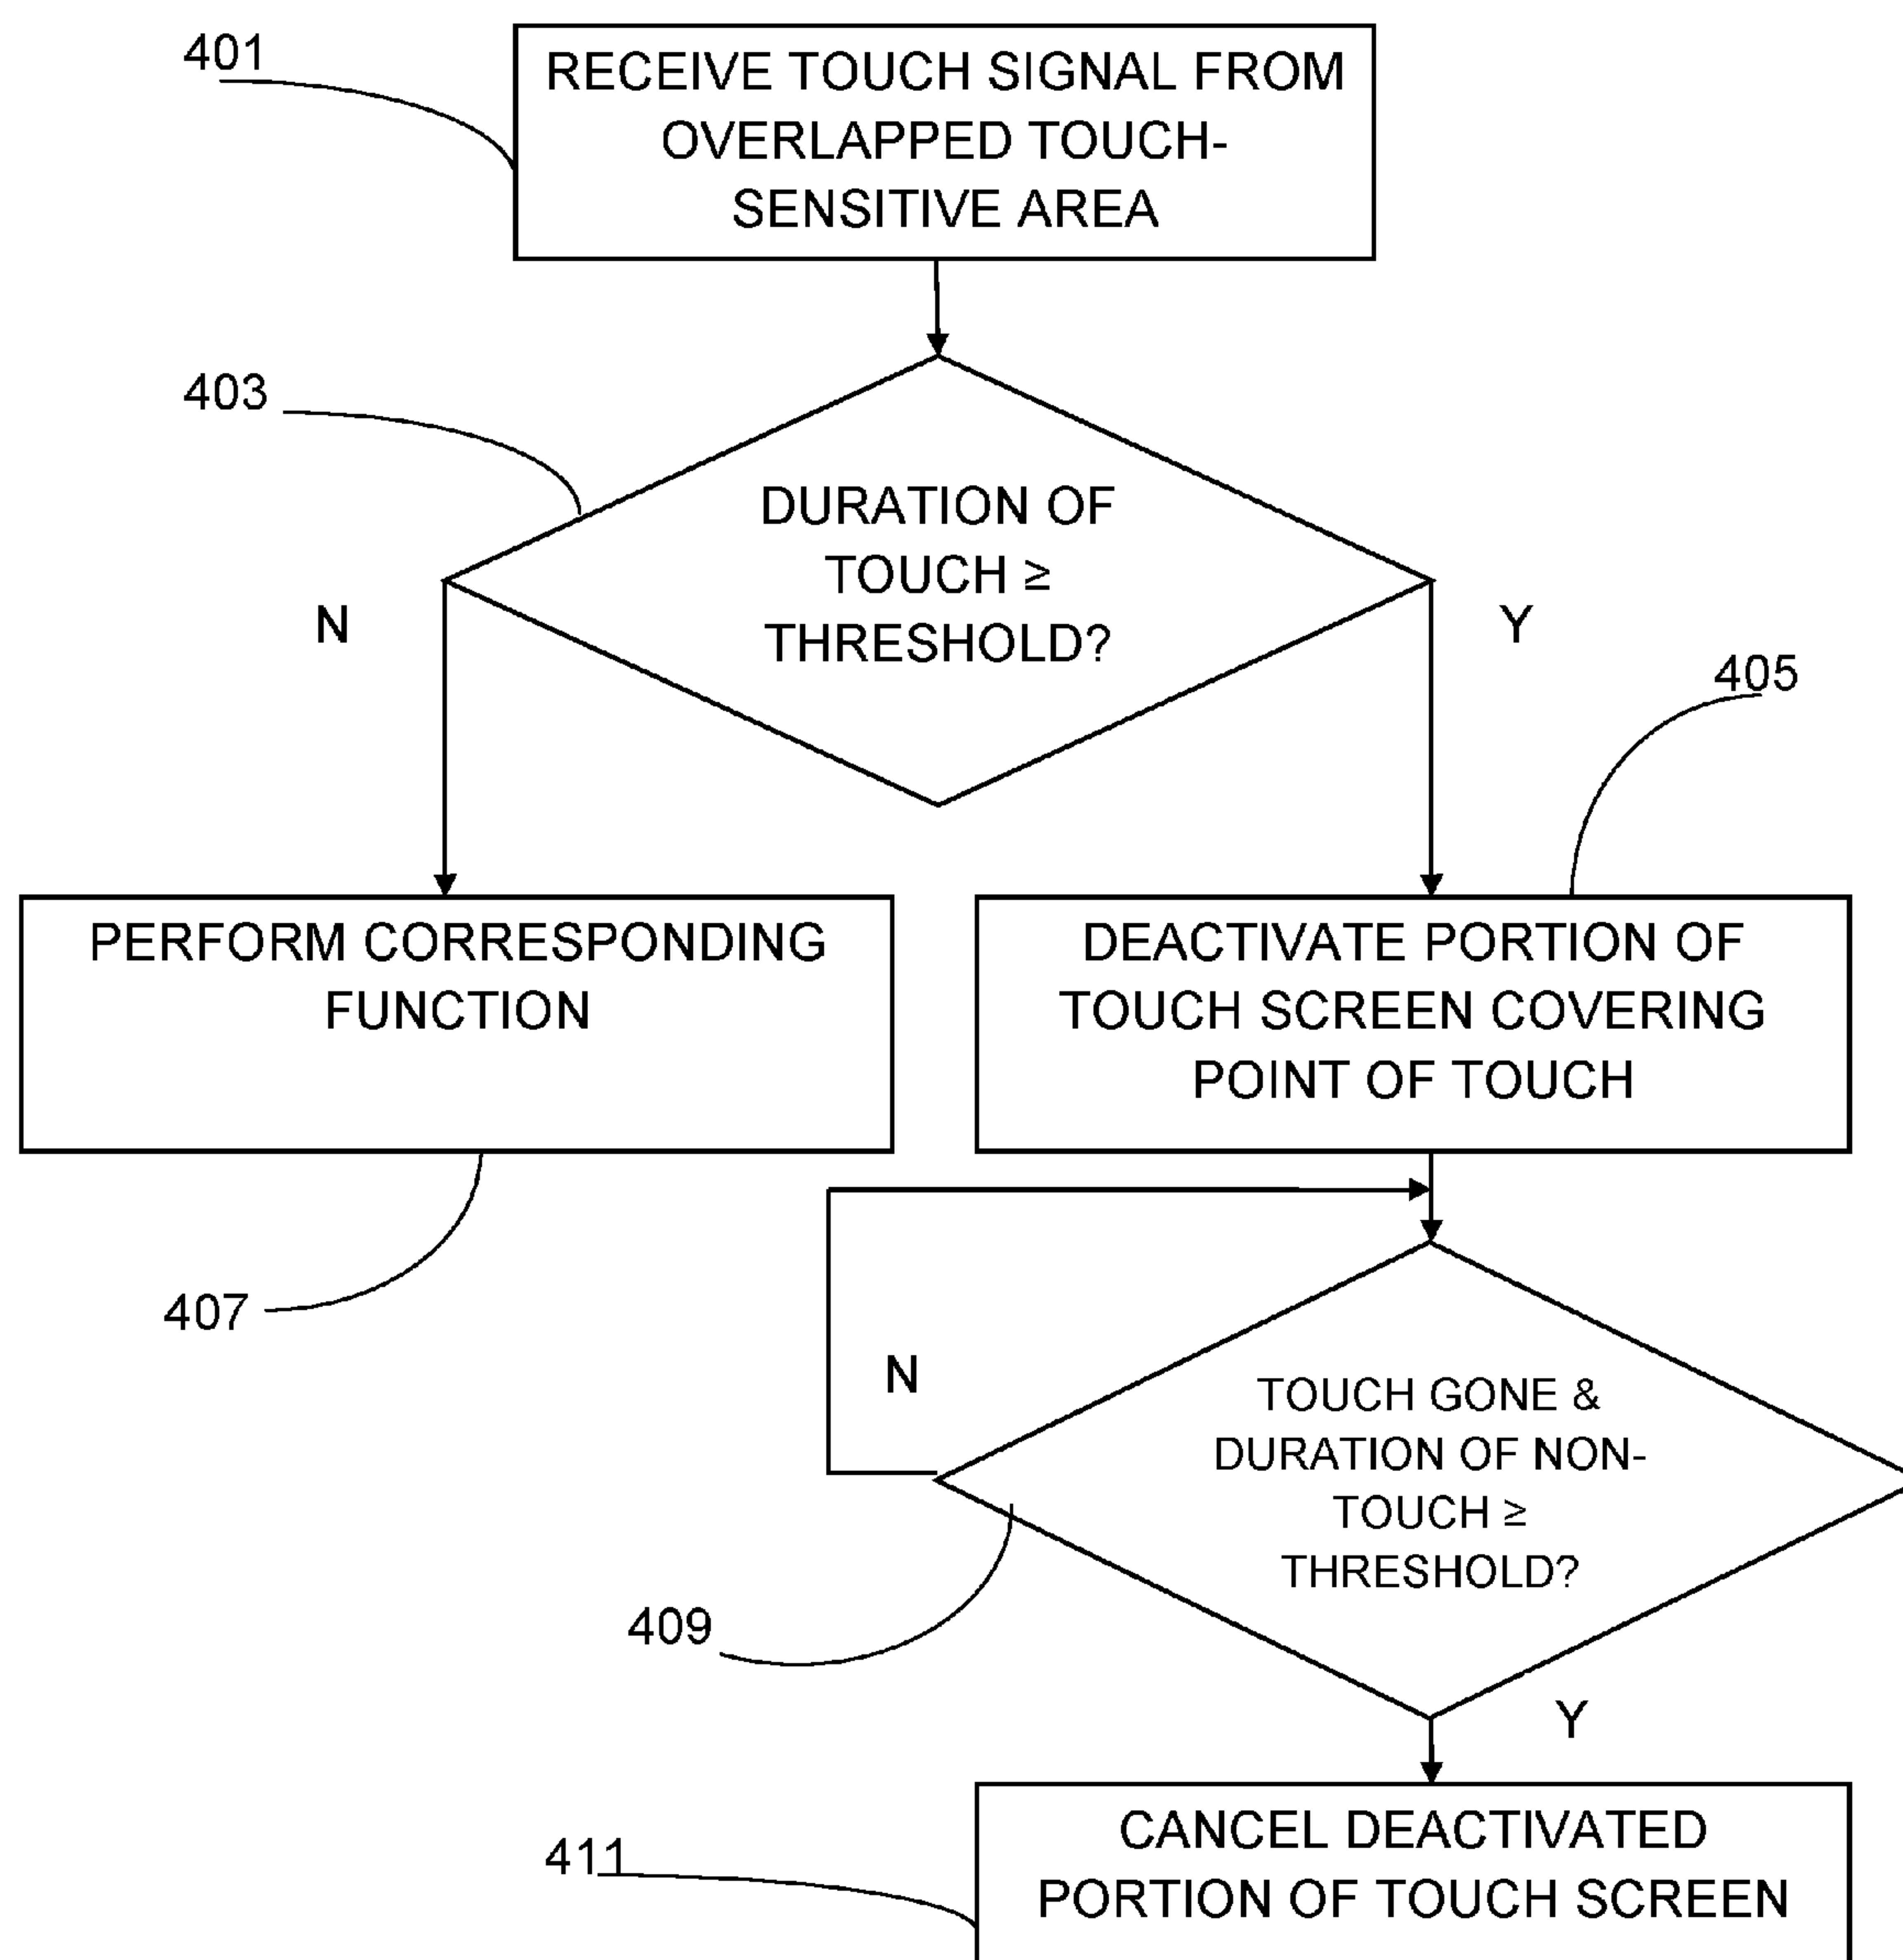 401
RECEIVE TOUCH SIGNAL FROM
OVERLAPPED TOUCH-
SENSITIVE AREA
403
DURATION OF
TOUCH ≥
THRESHOLD?
N
Y
405
PERFORM CORRESPONDING
FUNCTION
DEACTIVATE PORTION OF
TOUCH SCREEN COVERING
POINT OF TOUCH
407
N
TOUCH GONE &
DURATION OF NON-
TOUCH ≥
THRESHOLD?
409
Y
411
CANCEL DEACTIVATED
PORTION OF TOUCH SCREEN